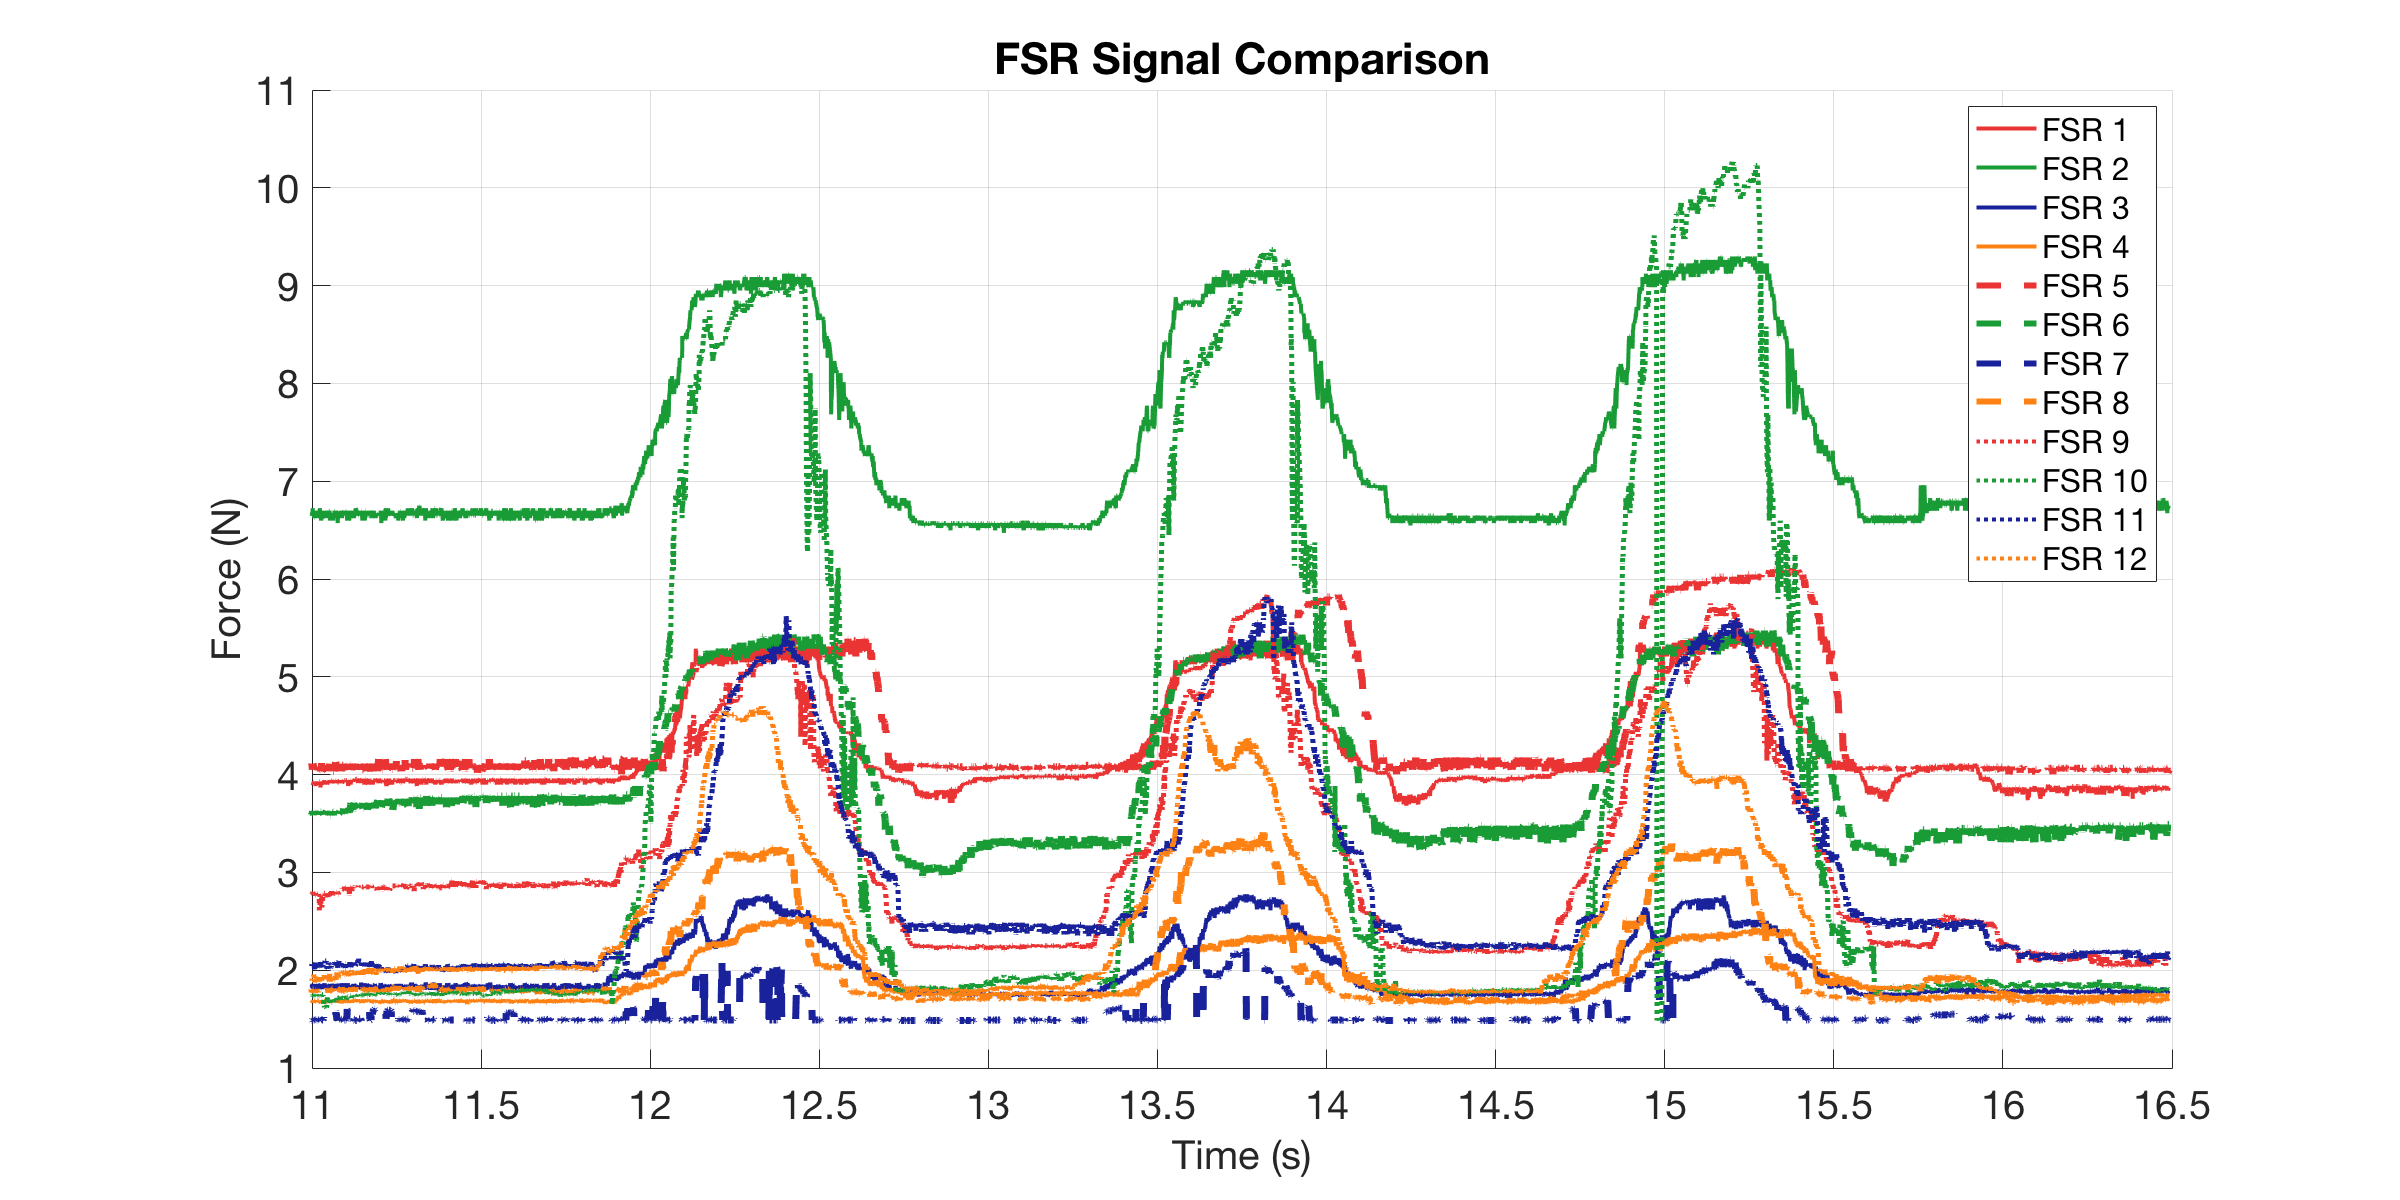 FSR Signal Comparison
11
10
9
8
7
6
5
4
3
2
1
Force (N)
11 11.5 12 12.5 13 13.5 14 14.5 15 15.5 16 16.5
Time (s)
FSR 1
FSR 2
FSR 3
FSR 4
FSR 5
FSR 6
FSR 7
FSR 8
FSR 9
FSR 10
FSR 11
FSR 12